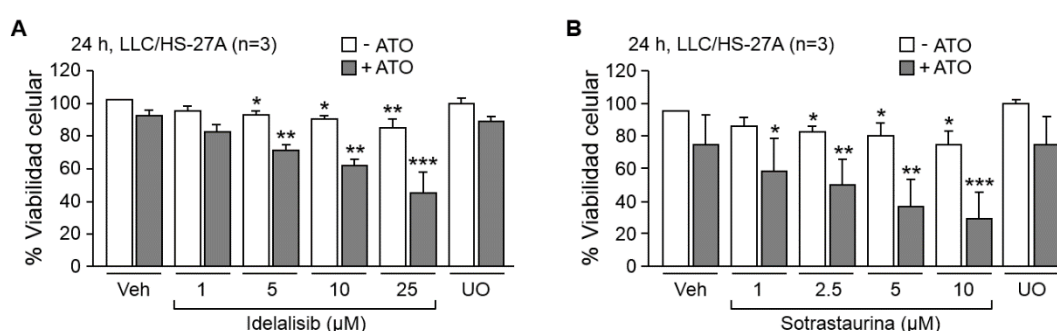 A
24 h, LLC/HS-27A (n=3)
- ATO
+ ATO
% Viabilidad celular
120
100
80
60
40
20
0
* * **
** ** ***
Veh 1 5 10 25 UO
Idelalisib (µM)
B
24 h, LLC/HS-27A (n=3)
- ATO
+ ATO
% Viabilidad celular
120
100
80
60
40
20
0
* * *
* ** ** ***
Veh 1 2.5 5 10 UO
Sotrastaurina (µM)